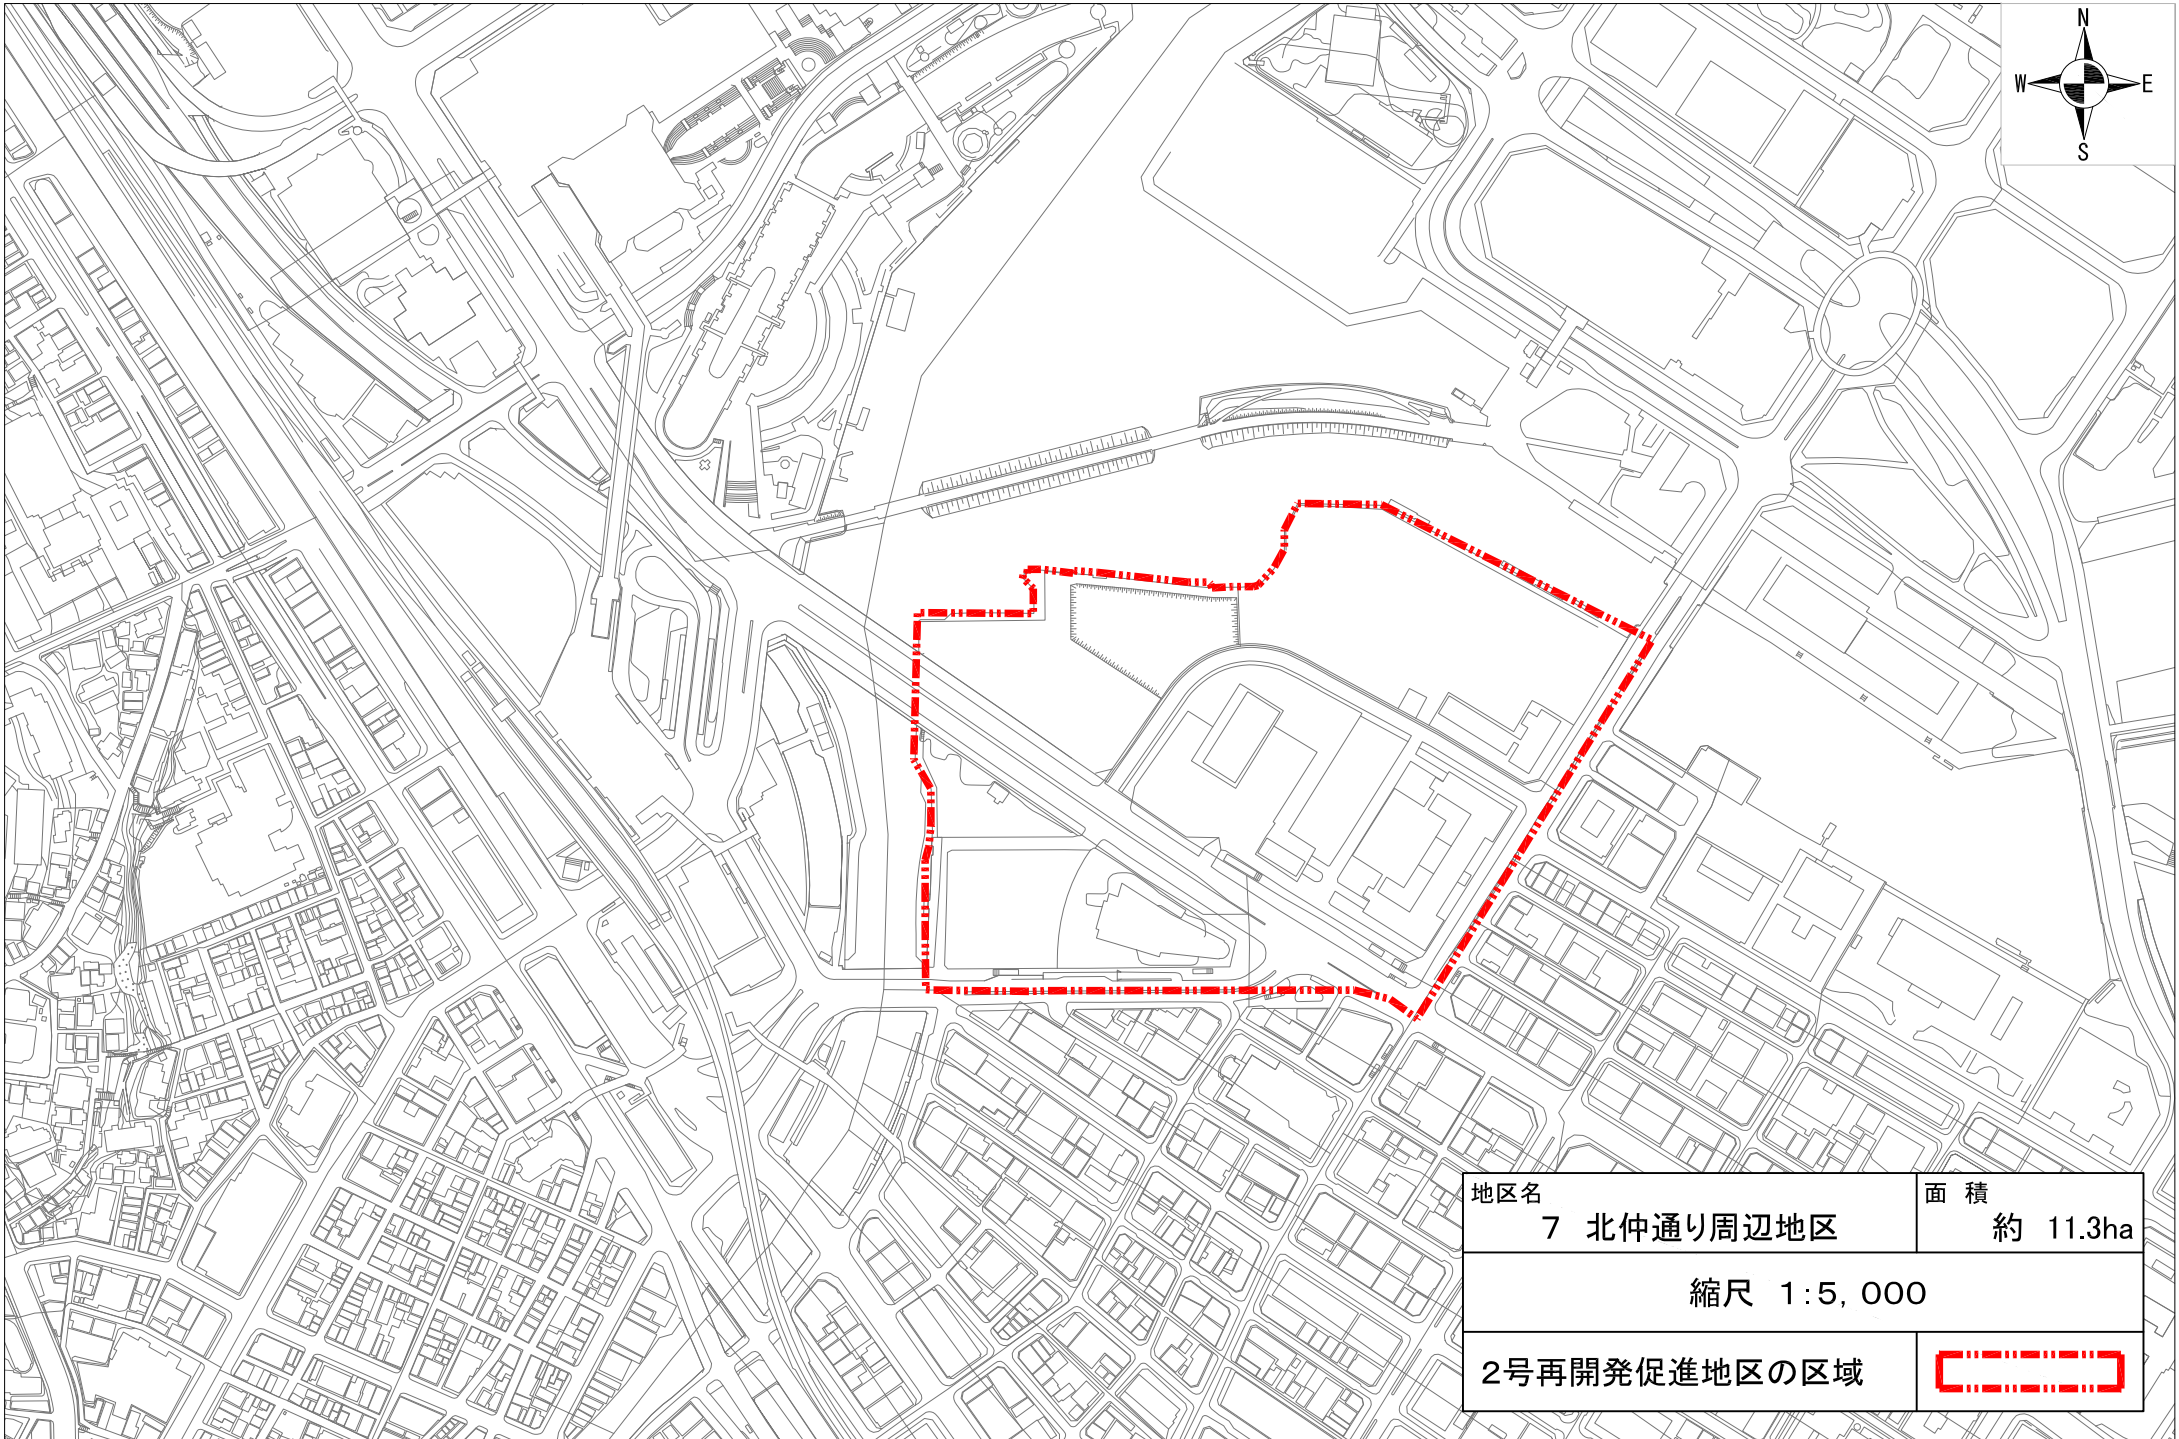 N
W E
S
地区名
7 北仲通り周辺地区
面 積
約 11.3ha
縮尺 1:5,000
2号再開発促進地区の区域